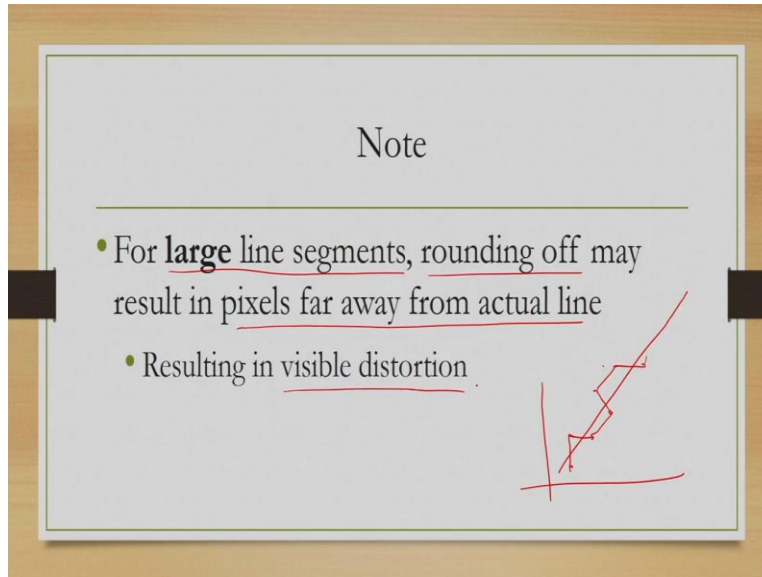 Note
• For large line segments, rounding off may
result in pixels far away from actual line
• Resulting in visible distortion